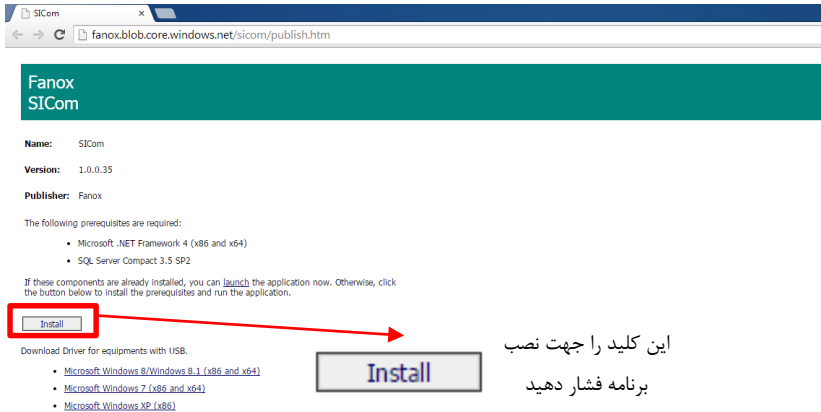 SICom
fanox.blob.core.windows.net/sicom/publish.htm
Fanox
SICom
Name: SICom
Version: 1.0.0.35
Publisher: Fanox
The following prerequisites are required:
• Microsoft .NET Framework 4 (x86 and x64)
• SQL Server Compact 3.5 SP2
If these components are already installed, you can launch the application now. Otherwise, click
the button below to install the prerequisites and run the application.
Install
Download Driver for equipments with USB.
• Microsoft Windows 8/Windows 8.1 (x86 and x64)
• Microsoft Windows 7 (x86 and x64)
• Microsoft Windows XP (x86)
Install
این کلید را جهت نصب
برنامه فشار دهید